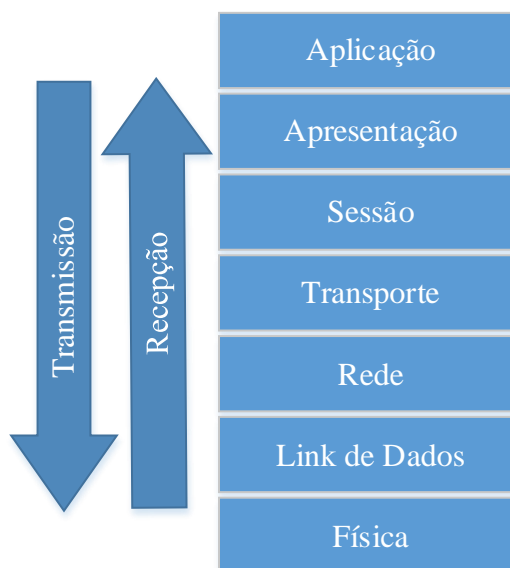 Transmissão
Recepção
Aplicação
Apresentação
Sessão
Transporte
Rede
Link de Dados
Física